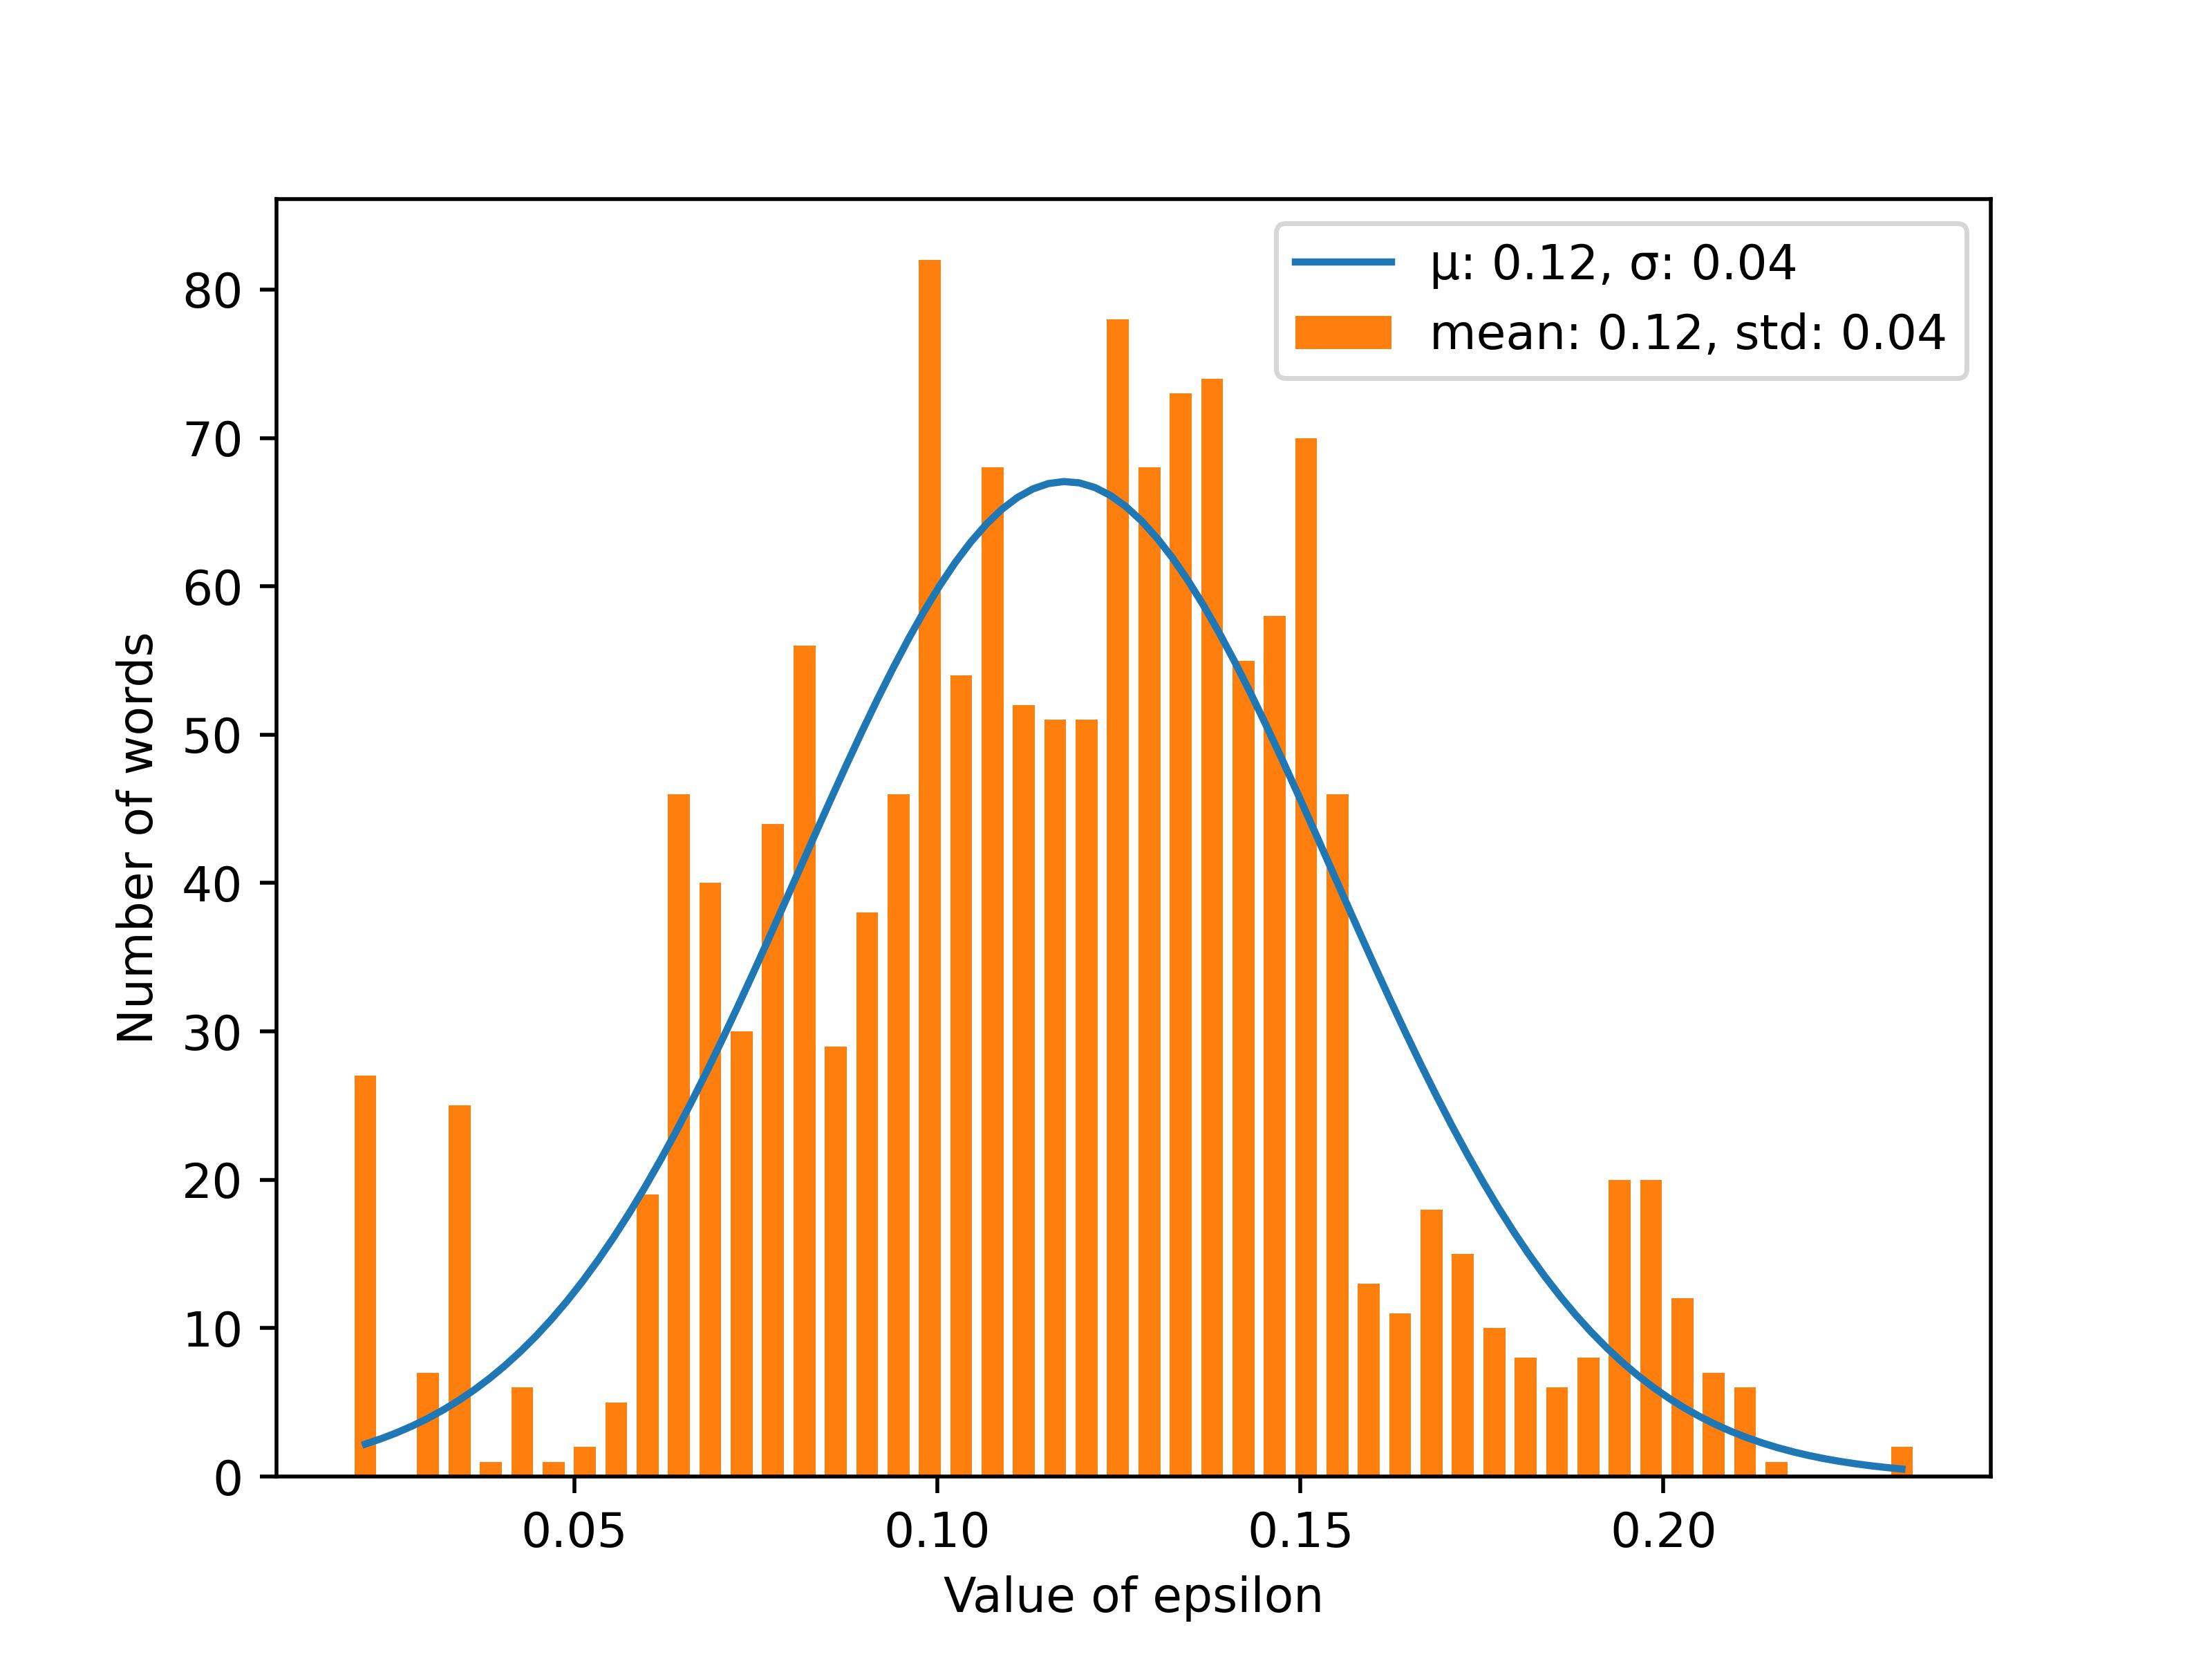 μ: 0.12, σ: 0.04
mean: 0.12, std: 0.04
80
70
60
50
40
30
20
10
0
Number of words
0.05 0.10 0.15 0.20
Value of epsilon